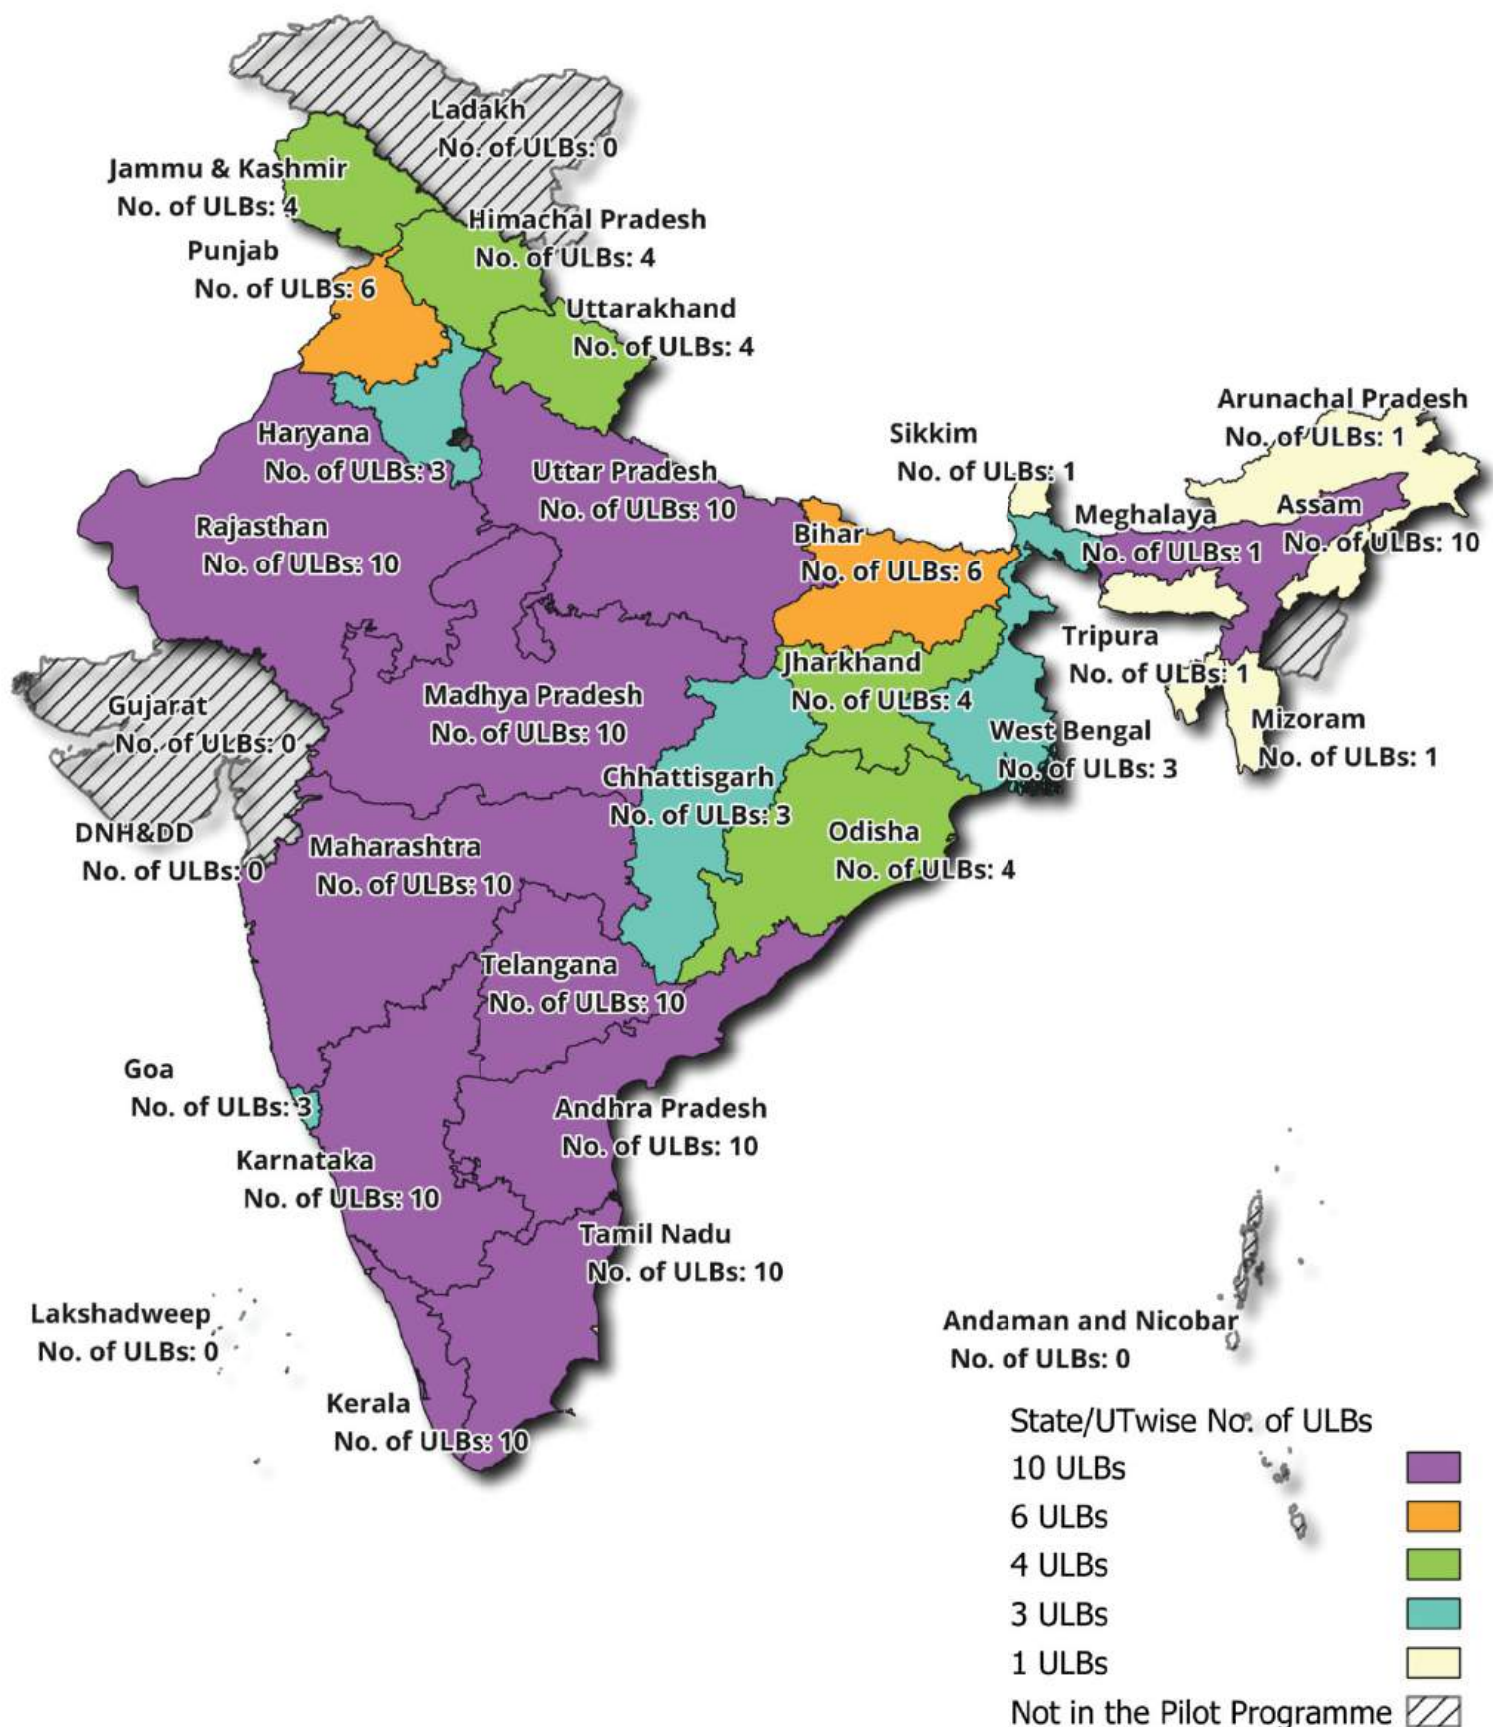 Ladakh
No. of ULBs: 0
Jammu & Kashmir
No. of ULBs: 4
Himachal Pradesh
No. of ULBs: 4
Punjab
No. of ULBs: 6
Uttarakhand
No. of ULBs: 4
Arunachal Pradesh
No. of ULBs: 1
Haryana
No. of ULBs: 3
Sikkim
No. of ULBs: 1
Uttar Pradesh
No. of ULBs: 10
Rajasthan
No. of ULBs: 10
Bihar
No. of ULBs: 6
Meghalaya
No. of ULBs: 1
Assam
No. of ULBs: 10
Tripura
No. of ULBs: 1
Jharkhand
No. of ULBs: 4
Madhya Pradesh
No. of ULBs: 10
Gujarat
No. of ULBs: 0
Mizoram
No. of ULBs: 1
West Bengal
No. of ULBs: 3
Chhattisgarh
No. of ULBs: 3
DNH&DD
No. of ULBs: 0
Maharashtra
No. of ULBs: 10
Odisha
No. of ULBs: 4
Telangana
No. of ULBs: 10
Goa
No. of ULBs: 3
Andhra Pradesh
No. of ULBs: 10
Karnataka
No. of ULBs: 10
Tamil Nadu
No. of ULBs: 10
Lakshadweep
No. of ULBs: 0
Andaman and Nicobar
No. of ULBs: 0
Kerala
No. of ULBs: 10
State/UTwise No. of ULBs
10 ULBs
6 ULBs
4 ULBs
3 ULBs
1 ULBs
Not in the Pilot Programme